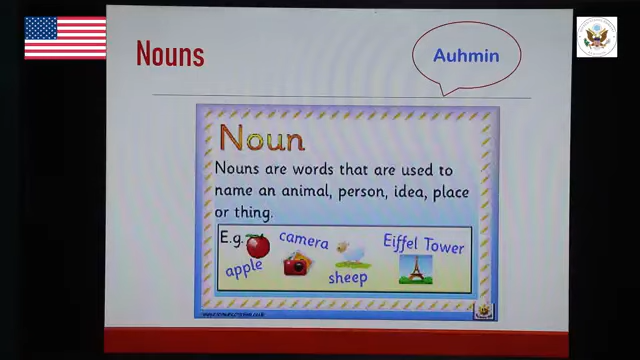 Nouns
Auhmin
Noun
Nouns are words that are used to
name an animal, person, idea, place
or thing.
E.g.
apple
camera
sheep
Eiffel Tower